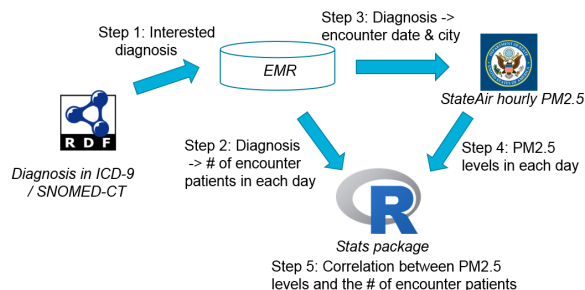 Step 1: Interested
diagnosis
Step 3: Diagnosis ->
encounter date & city
EMR
StateAir hourly PM2.5
RDF
Diagnosis in ICD-9
/ SNOMED-CT
Step 2: Diagnosis
-> # of encounter
patients in each day
Step 4: PM2.5
levels in each day
R
Stats package
Step 5: Correlation between PM2.5
levels and the # of encounter patients